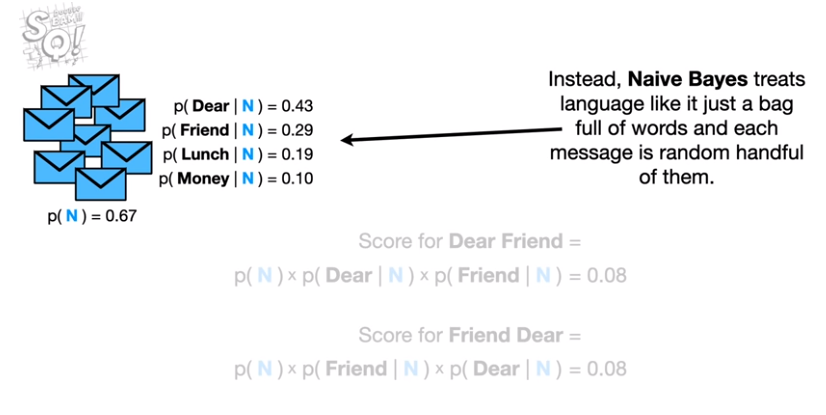 SQ!
p( Dear | N ) = 0.43
p( Friend | N ) = 0.29
p( Lunch | N ) = 0.19
p( Money | N ) = 0.10
p( N ) = 0.67
Instead, Naive Bayes treats
language like it just a bag
full of words and each
message is random handful
of them.
Score for Dear Friend =
p( N ) x p( Dear | N ) x p( Friend | N ) = 0.08
Score for Friend Dear =
p( N ) x p( Friend | N ) x p( Dear | N ) = 0.08